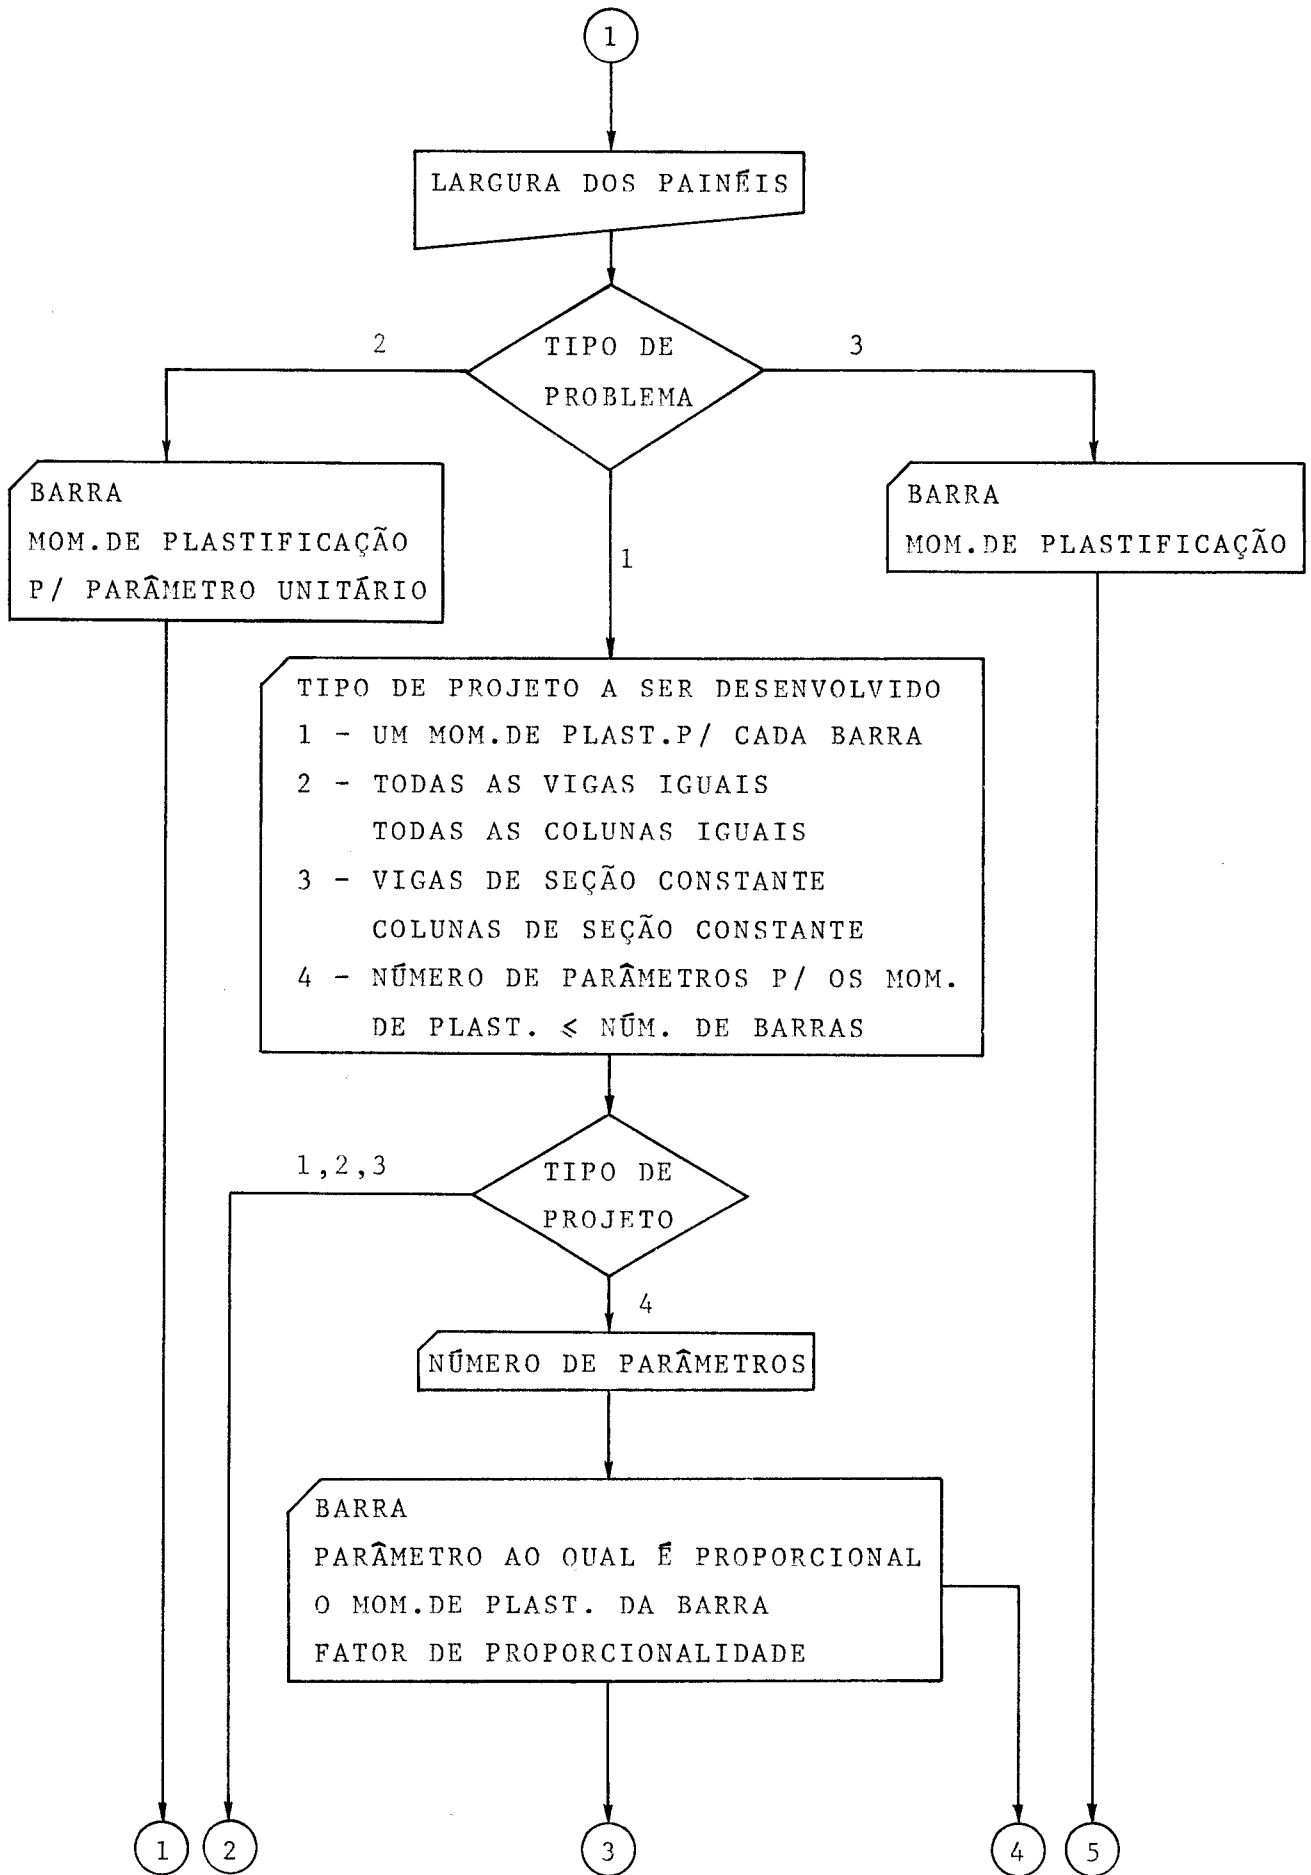 1
LARGURA DOS PAINÉIS
TIPO DE
PROBLEMA
2
3
1
BARRA
MOM.DE PLASTIFICAÇÃO
P/ PARÂMETRO UNITÁRIO
BARRA
MOM.DE PLASTIFICAÇÃO
TIPO DE PROJETO A SER DESENVOLVIDO
1 - UM MOM.DE PLAST.P/ CADA BARRA
2 - TODAS AS VIGAS IGUAIS
TODAS AS COLUNAS IGUAIS
3 - VIGAS DE SEÇÃO CONSTANTE
COLUNAS DE SEÇÃO CONSTANTE
4 - NÚMERO DE PARÂMETROS P/ OS MOM.
DE PLAST. ⩽ NÚM. DE BARRAS
1,2,3
TIPO DE
PROJETO
4
NÚMERO DE PARÂMETROS
BARRA
PARÂMETRO AO QUAL É PROPORCIONAL
O MOM.DE PLAST. DA BARRA
FATOR DE PROPORCIONALIDADE
1 2 3 4 5